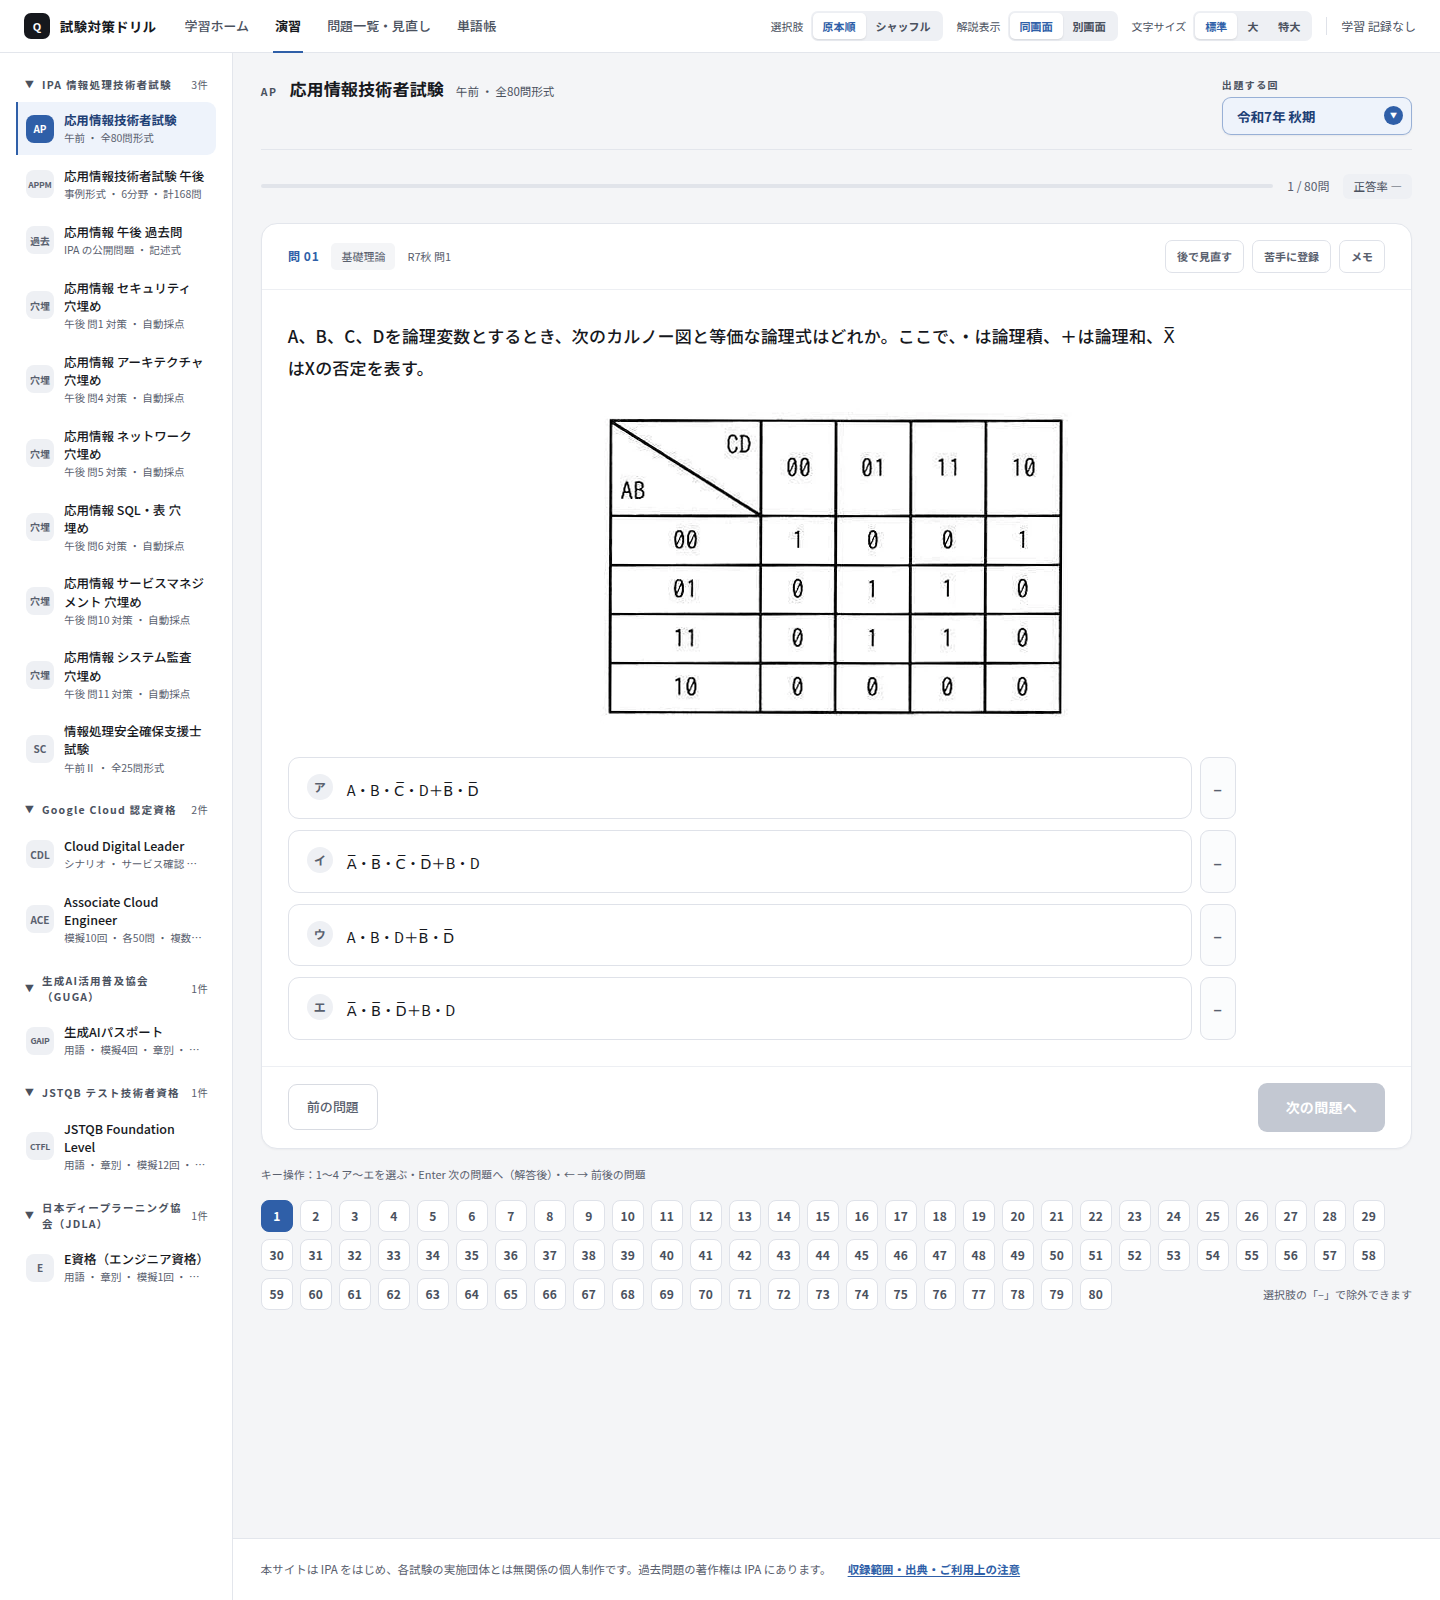 Q 試験対策ドリル 学習ホーム 演習 問題一覧・見直し 単語帳 選択肢 原本順 シャッフル 解説表示 同画面 別画面 文字サイズ 標準 大 特大 学習 記録なし
▼ IPA 情報処理技術者試験 3件
AP 応用情報技術者試験
午前 ・ 全80問形式
APPM 応用情報技術者試験 午後
事例形式 ・ 6分野 ・ 計168問
過去 応用情報 午後 過去問
IPA の公開問題 ・ 記述式
穴埋 応用情報 セキュリティ
穴埋め
午後 問1 対策 ・ 自動採点
穴埋 応用情報 アーキテクチャ
穴埋め
午後 問4 対策 ・ 自動採点
穴埋 応用情報 ネットワーク
穴埋め
午後 問5 対策 ・ 自動採点
穴埋 応用情報 SQL・表 穴
埋め
午後 問6 対策 ・ 自動採点
穴埋 応用情報 サービスマネジ
メント 穴埋め
午後 問10 対策 ・ 自動採点
穴埋 応用情報 システム監査
穴埋め
午後 問11 対策 ・ 自動採点
SC 情報処理安全確保支援士
試験
午前Ⅱ ・ 全25問形式
▼ Google Cloud 認定資格 2件
CDL Cloud Digital Leader
シナリオ ・ サービス確認 …
ACE Associate Cloud
Engineer
模擬10回 ・ 各50問 ・ 複数…
▼ 生成AI活用普及協会
（GUGA） 1件
GAIP 生成AIパスポート
用語 ・ 模擬4回 ・ 章別 ・ …
▼ JSTQB テスト技術者資格 1件
CTFL JSTQB Foundation
Level
用語 ・ 章別 ・ 模擬12回 ・ …
▼ 日本ディープラーニング協
会（JDLA） 1件
E E資格（エンジニア資格）
用語 ・ 章別 ・ 模擬1回 ・ …
AP 応用情報技術者試験 午前 ・ 全80問形式
出題する回
令和7年 秋期 ▼
1 / 80問 正答率 —
問 01 基礎理論 R7秋 問1 後で見直す 苦手に登録 メモ
A、B、C、Dを論理変数とするとき、次のカルノー図と等価な論理式はどれか。ここで、・は論理積、＋は論理和、X̅
はXの否定を表す。
CD
AB 00 01 11 10
00 1 0 0 1
01 0 1 1 0
11 0 1 1 0
10 0 0 0 0
ア A・B・C̅・D＋B̅・D̅ −
イ A̅・B̅・C̅・D̅＋B・D −
ウ A・B・D＋B̅・D̅ −
エ A̅・B̅・D̅＋B・D −
前の問題 次の問題へ
キー操作：1〜4 ア〜エを選ぶ・Enter 次の問題へ（解答後）・← → 前後の問題
1 2 3 4 5 6 7 8 9 10 11 12 13 14 15 16 17 18 19 20 21 22 23 24 25 26 27 28 29
30 31 32 33 34 35 36 37 38 39 40 41 42 43 44 45 46 47 48 49 50 51 52 53 54 55 56 57 58
59 60 61 62 63 64 65 66 67 68 69 70 71 72 73 74 75 76 77 78 79 80 選択肢の「−」で除外できます
本サイトは IPA をはじめ、各試験の実施団体とは無関係の個人制作です。過去問題の著作権は IPA にあります。 収録範囲・出典・ご利用上の注意